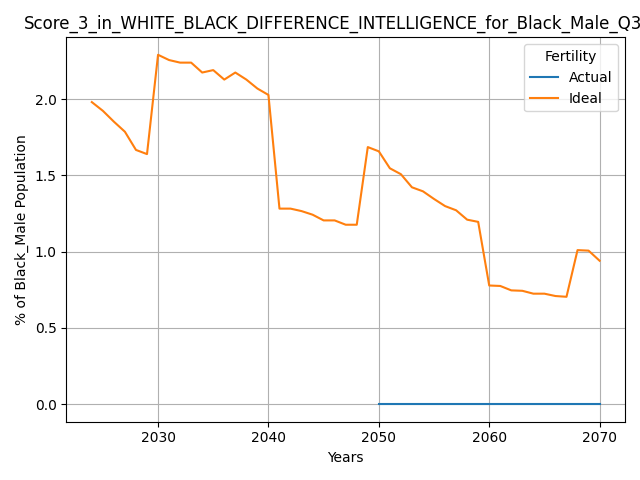 Score_3_in_WHITE_BLACK_DIFFERENCE_INTELLIGENCE_for_Black_Male_Q3
Fertility
Actual
Ideal
% of Black_Male Population
2.0
1.5
1.0
0.5
0.0
2030 2040 2050 2060 2070
Years